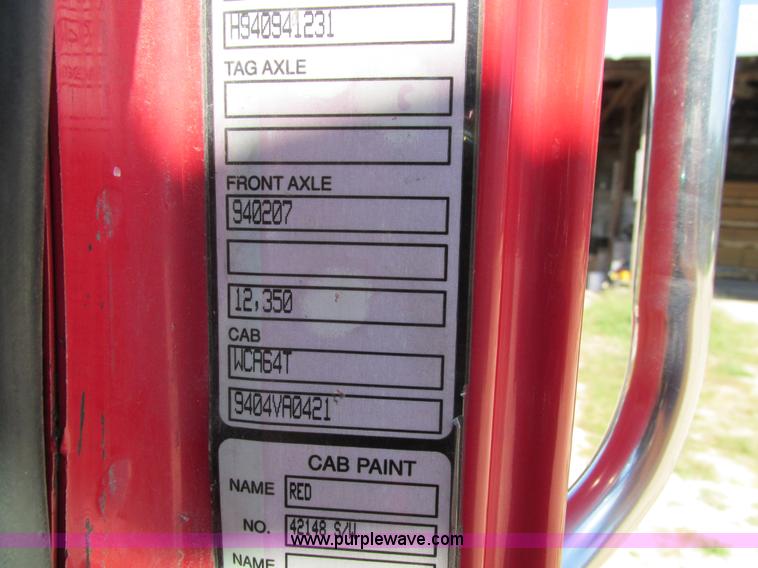 H940941231
TAG AXLE
FRONT AXLE
940207
12,350
CAB
WCA64T
9404VA0421
CAB PAINT
NAME RED
NO. 42148 S/W
www.purplewave.com
NAME